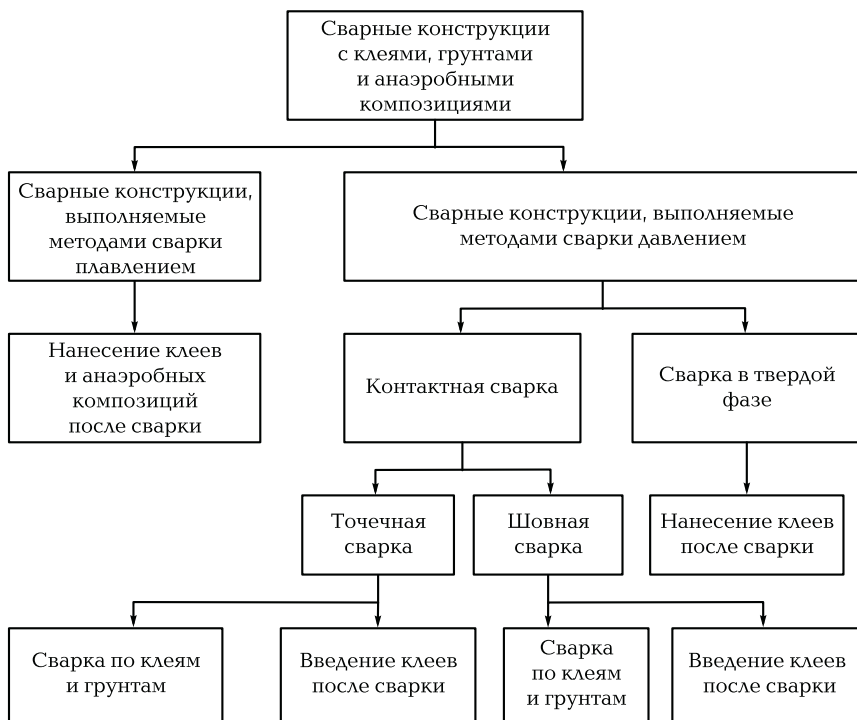 Сварные конструкции
с клеями, грунтами
и анаэробными
композициями
Сварные конструкции,
выполняемые
методами сварки
плавлением
Сварные конструкции, выполняемые
методами сварки давлением
Нанесение клеев
и анаэробных
композиций
после сварки
Контактная сварка
Сварка в твердой
фазе
Точечная
сварка
Шовная
сварка
Нанесение клеев
после сварки
Сварка по клеям
и грунтам
Введение клеев
после сварки
Сварка
по клеям
и грунтам
Введение клеев
после сварки